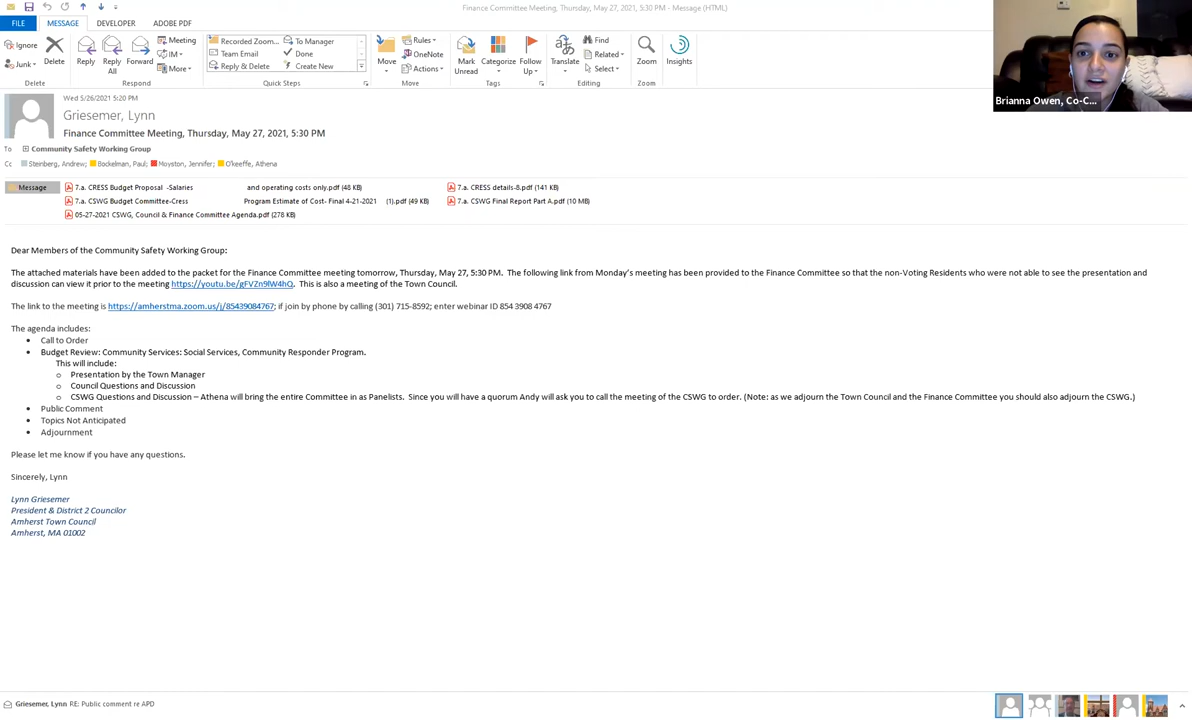 Finance Committee Meeting, Thursday, May 27, 2021, 5:30 PM - Message (HTML)
FILE MESSAGE DEVELOPER ADOBE PDF
Ignore
Junk
Delete
Delete
Reply
Reply All
Forward
Meeting
IM
More
Respond
Recorded Zoom...
Team Email
Reply & Delete
To Manager
Done
Create New
Quick Steps
Move
Rules
OneNote
Actions
Move
Mark Unread
Categorize
Follow Up
Tags
Translate
Find
Related
Select
Editing
Zoom
Zoom
Insights
Brianna Owen, Co-C...
Wed 5/26/2021 5:20 PM
Griesemer, Lynn
Finance Committee Meeting, Thursday, May 27, 2021, 5:30 PM
To Community Safety Working Group
Cc Steinberg, Andrew; Bockelman, Paul; Moyston, Jennifer; O'keeffe, Athena
Message 7.a. CRESS Budget Proposal -Salaries and operating costs only.pdf (48 KB) 7.a. CRESS details-8.pdf (141 KB)
7.a. CSWG Budget Committee-Cress Program Estimate of Cost- Final 4-21-2021 (1).pdf (49 KB) 7.a. CSWG Final Report Part A.pdf (10 MB)
05-27-2021 CSWG, Council & Finance Committee Agenda.pdf (278 KB)
Dear Members of the Community Safety Working Group:
The attached materials have been added to the packet for the Finance Committee meeting tomorrow, Thursday, May 27, 5:30 PM. The following link from Monday's meeting has been provided to the Finance Committee so that the non-Voting Residents who were not able to see the presentation and
discussion can view it prior to the meeting https://youtu.be/gFVZn9lW4hQ. This is also a meeting of the Town Council.
The link to the meeting is https://amherstma.zoom.us/j/85439084767; if join by phone by calling (301) 715-8592; enter webinar ID 854 3908 4767
The agenda includes:
• Call to Order
• Budget Review: Community Services: Social Services, Community Responder Program.
This will include:
o Presentation by the Town Manager
o Council Questions and Discussion
o CSWG Questions and Discussion – Athena will bring the entire Committee in as Panelists. Since you will have a quorum Andy will ask you to call the meeting of the CSWG to order. (Note: as we adjourn the Town Council and the Finance Committee you should also adjourn the CSWG.)
• Public Comment
• Topics Not Anticipated
• Adjournment
Please let me know if you have any questions.
Sincerely, Lynn
Lynn Griesemer
President & District 2 Councilor
Amherst Town Council
Amherst, MA 01002
Griesemer, Lynn RE: Public comment re APD